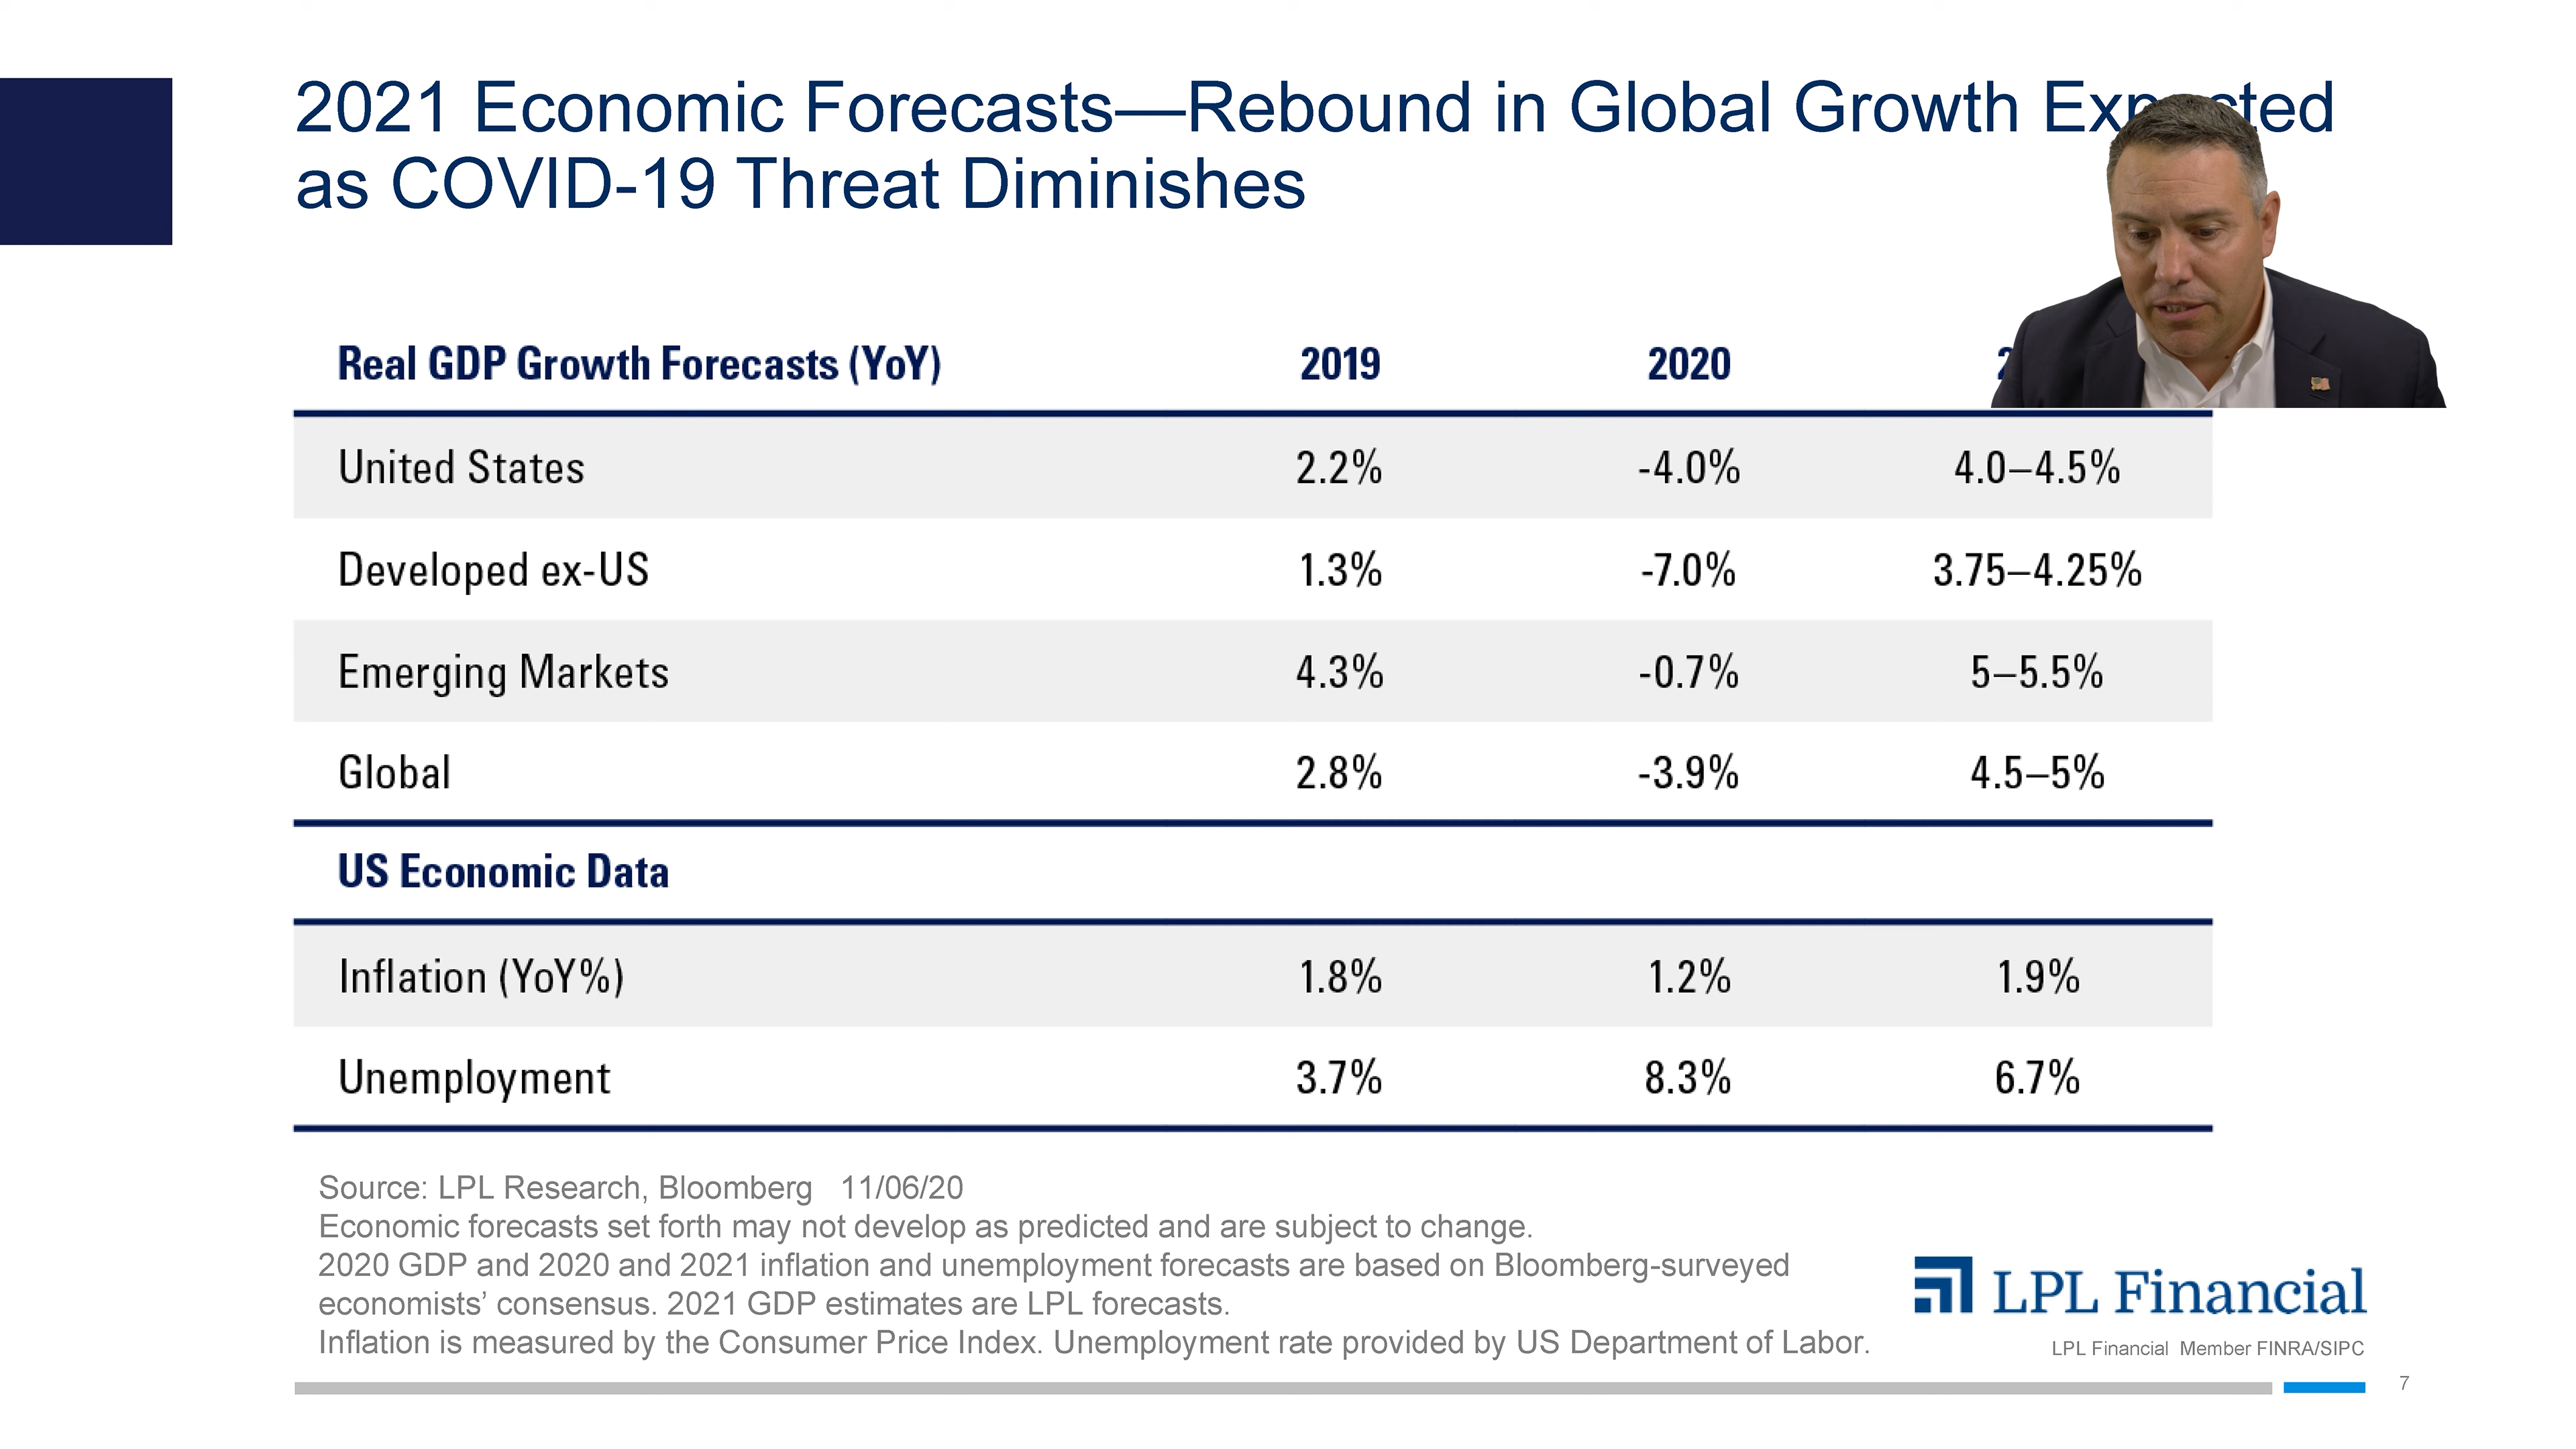 2021 Economic Forecasts—Rebound in Global Growth
as COVID-19 Threat Diminishes
Real GDP Growth Forecasts (YoY) 2019 2020
United States 2.2% -4.0% 4.0–4.5%
Developed ex-US 1.3% -7.0% 3.75–4.25%
Emerging Markets 4.3% -0.7% 5–5.5%
Global 2.8% -3.9% 4.5–5%
US Economic Data
Inflation (YoY%) 1.8% 1.2% 1.9%
Unemployment 3.7% 8.3% 6.7%
Source: LPL Research, Bloomberg 11/06/20
Economic forecasts set forth may not develop as predicted and are subject to change.
2020 GDP and 2020 and 2021 inflation and unemployment forecasts are based on Bloomberg-surveyed
economists’ consensus. 2021 GDP estimates are LPL forecasts.
Inflation is measured by the Consumer Price Index. Unemployment rate provided by US Department of Labor.
LPL Financial
LPL Financial Member FINRA/SIPC
7